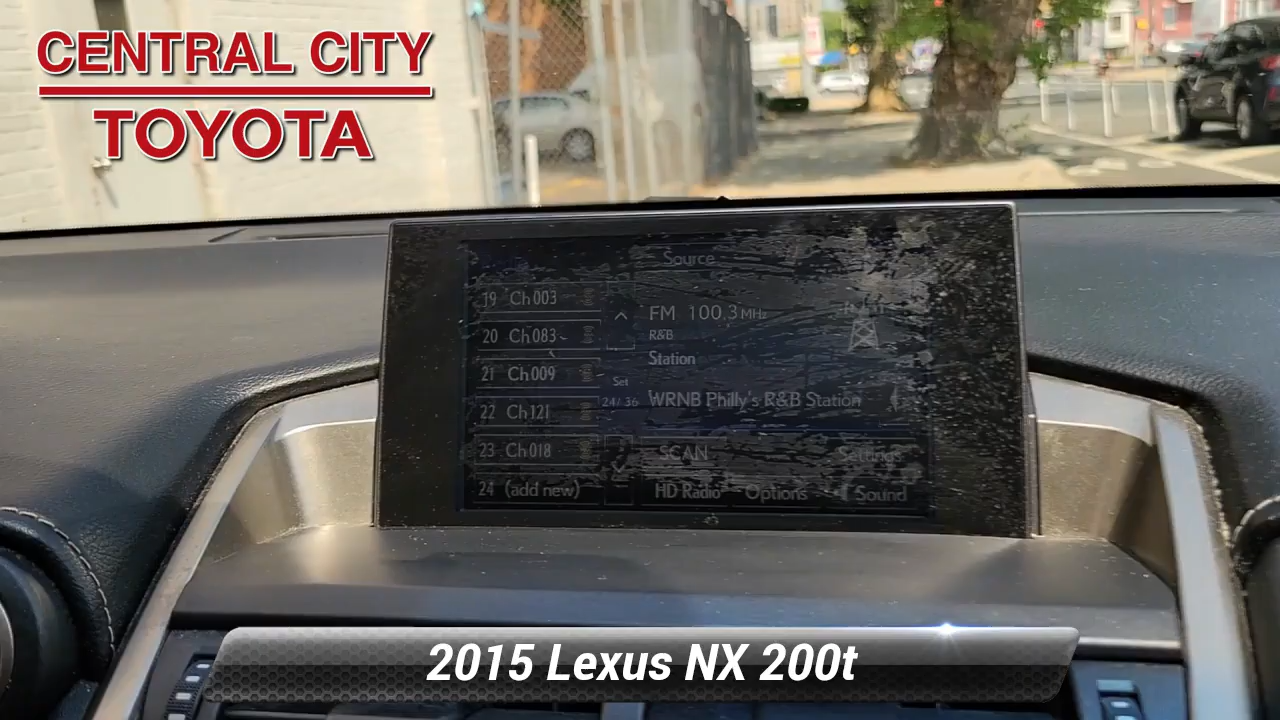 CENTRAL CITY
TOYOTA
Source
19 Ch003
20 Ch083
21 Ch009
22 Ch121
23 Ch018
24 (add new)
Set
24/36
FM 100.3 MHz
R&B
Station
WRNB Philly's R&B Station
SCAN
Settings
HD Radio
Options
Sound
2015 Lexus NX 200t